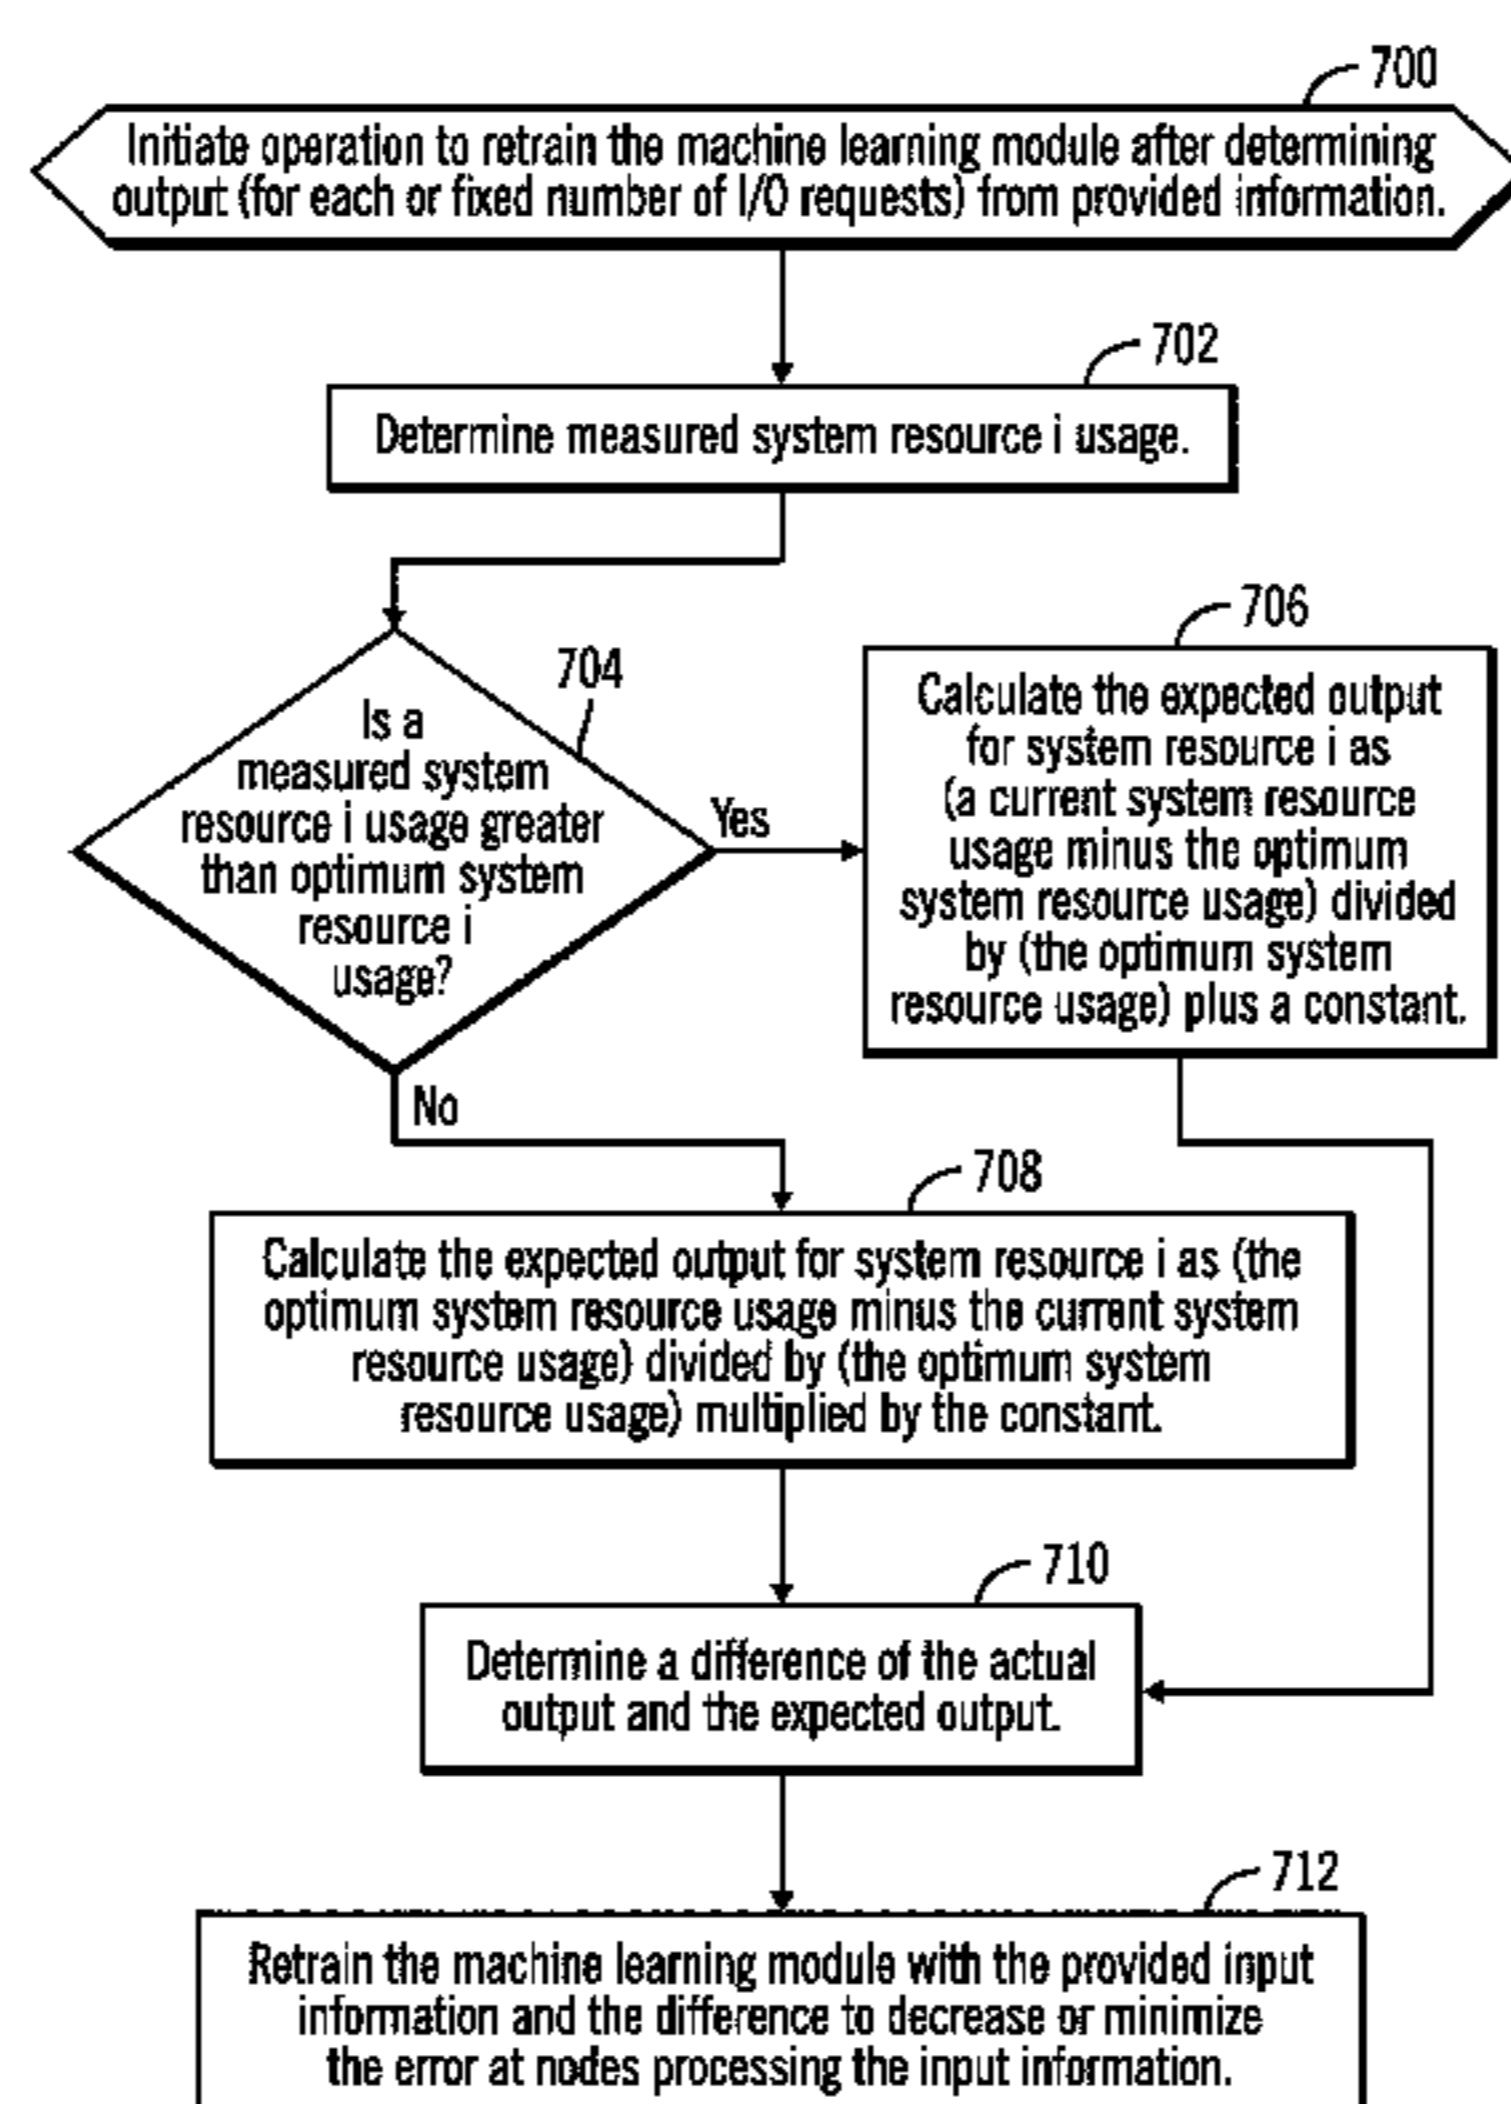 700
Initiate operation to retrain the machine learning module after determining
output (for each or fixed number of I/O requests) from provided information.
702
Determine measured system resource i usage.
704
Is a
measured system
resource i usage greater
than optimum system
resource i
usage?
Yes
706
Calculate the expected output
for system resource i as
(a current system resource
usage minus the optimum
system resource usage) divided
by (the optimum system
resource usage) plus a constant.
No
708
Calculate the expected output for system resource i as (the
optimum system resource usage minus the current system
resource usage) divided by (the optimum system
resource usage) multiplied by the constant.
710
Determine a difference of the actual
output and the expected output.
712
Retrain the machine learning module with the provided input
information and the difference to decrease or minimize
the error at nodes processing the input information.